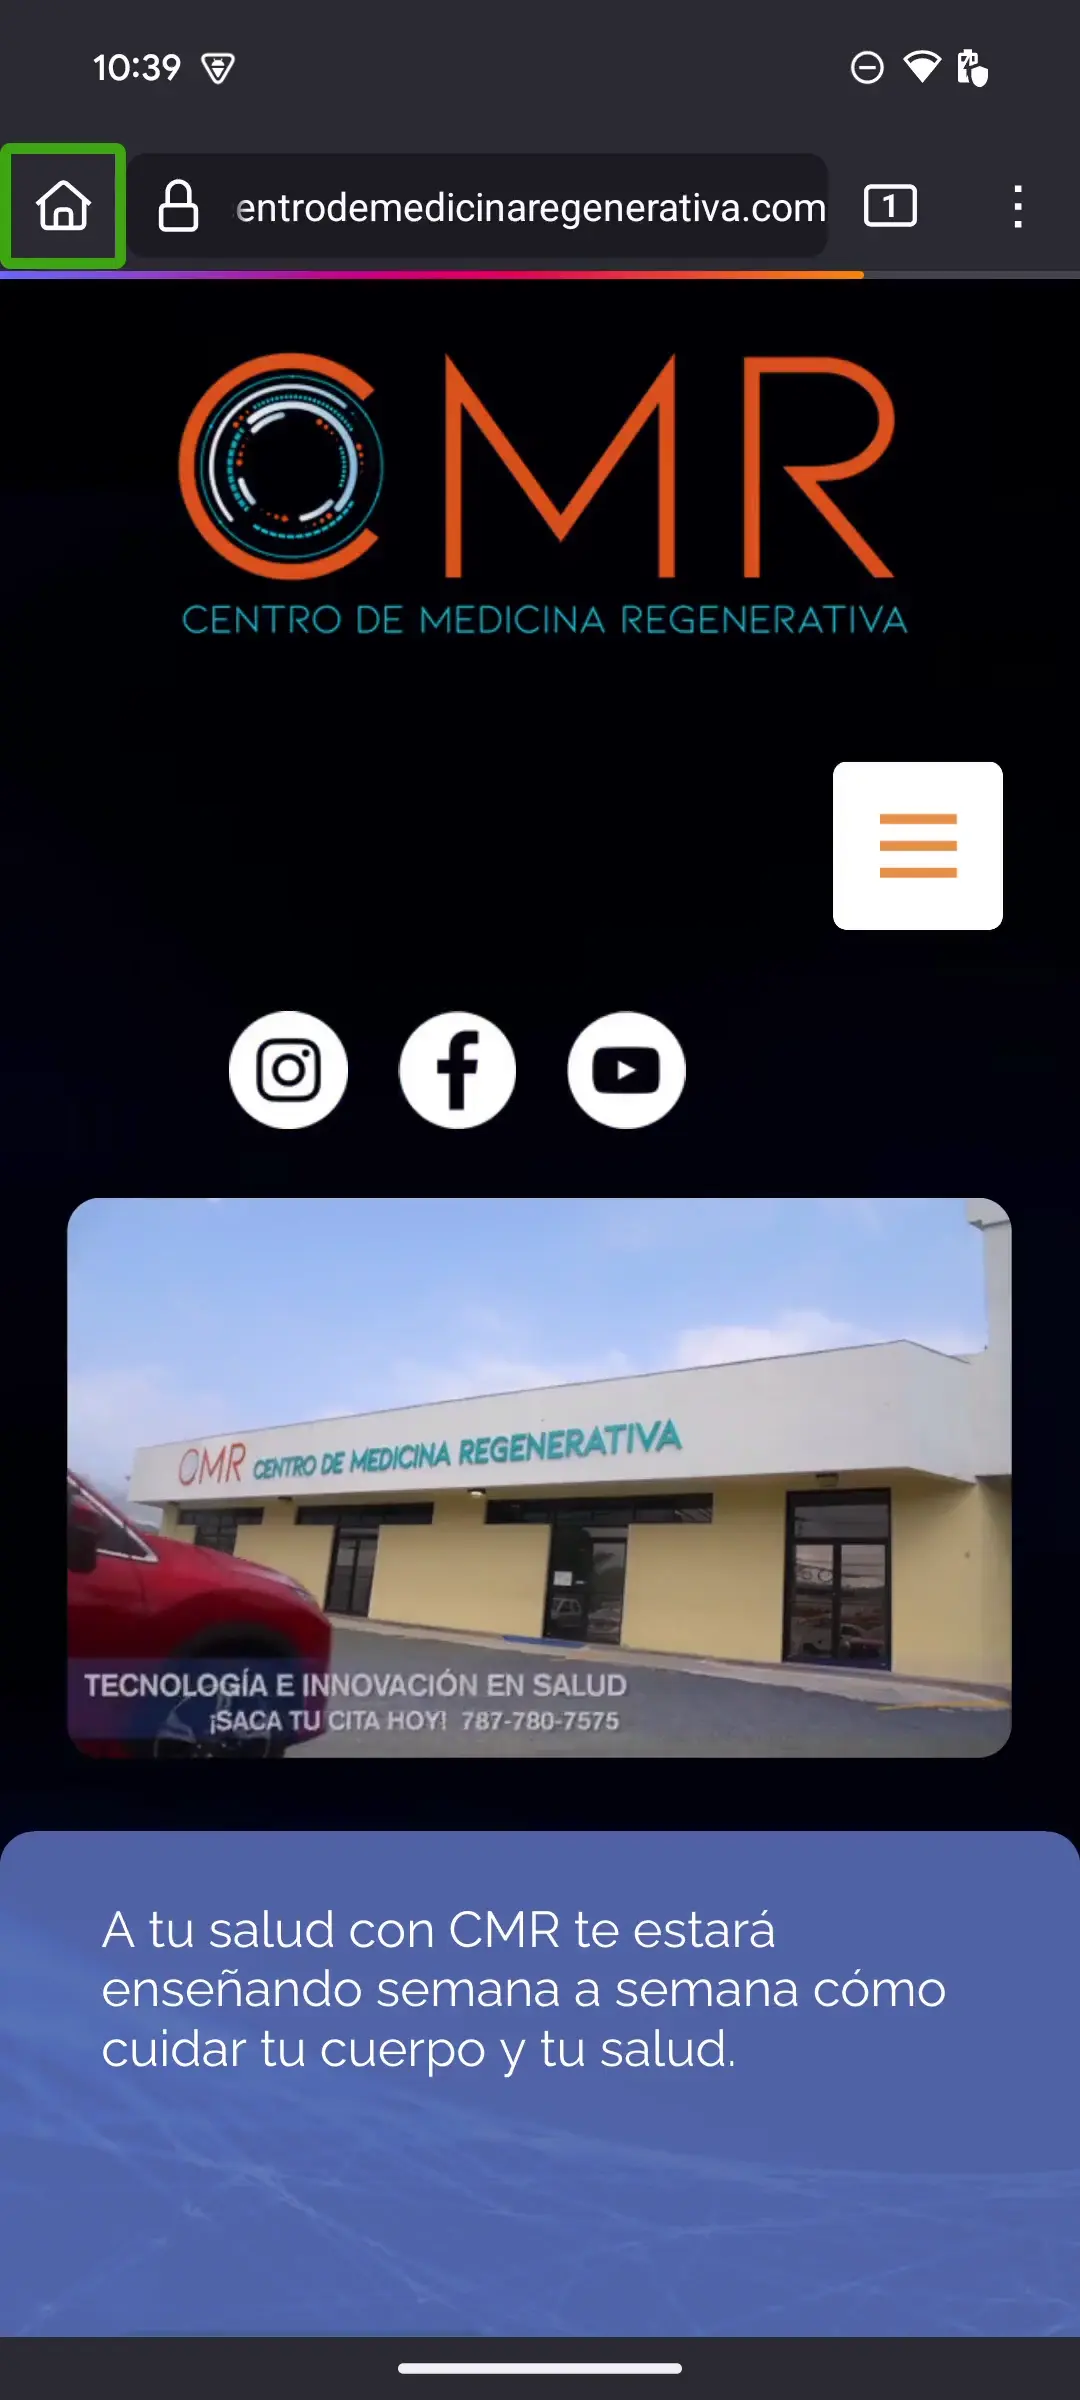 10:39
entrodemedicinaregenerativa.com
1
CMR
CENTRO DE MEDICINA REGENERATIVA
CMR CENTRO DE MEDICINA REGENERATIVA
TECNOLOGÍA E INNOVACIÓN EN SALUD
¡SACA TU CITA HOY! 787-780-7575
A tu salud con CMR te estará
enseñando semana a semana cómo
cuidar tu cuerpo y tu salud.